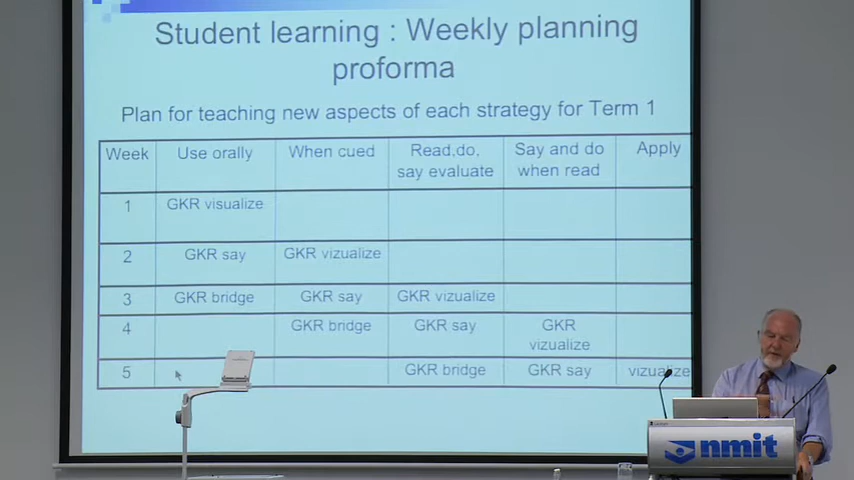 Student learning : Weekly planning
proforma
Plan for teaching new aspects of each strategy for Term 1
Week Use orally When cued Read,do, say evaluate Say and do when read Apply
1 GKR visualize
2 GKR say GKR vizualize
3 GKR bridge GKR say GKR vizualize
4 GKR bridge GKR say GKR vizualize
5 GKR bridge GKR say vizualize
nmit